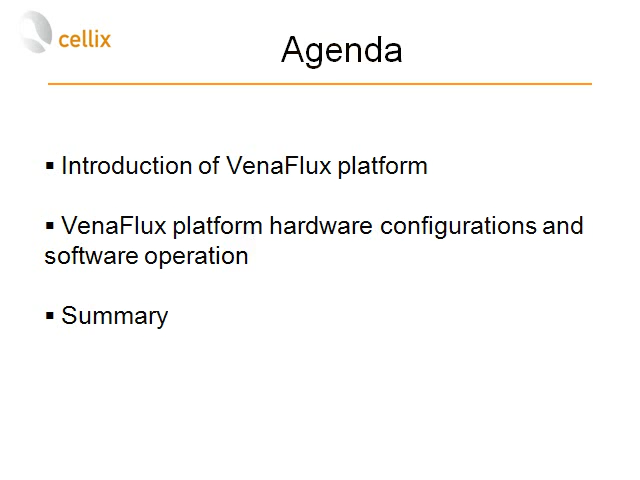 cellix
Agenda
▪ Introduction of VenaFlux platform
▪ VenaFlux platform hardware configurations and
software operation
▪ Summary